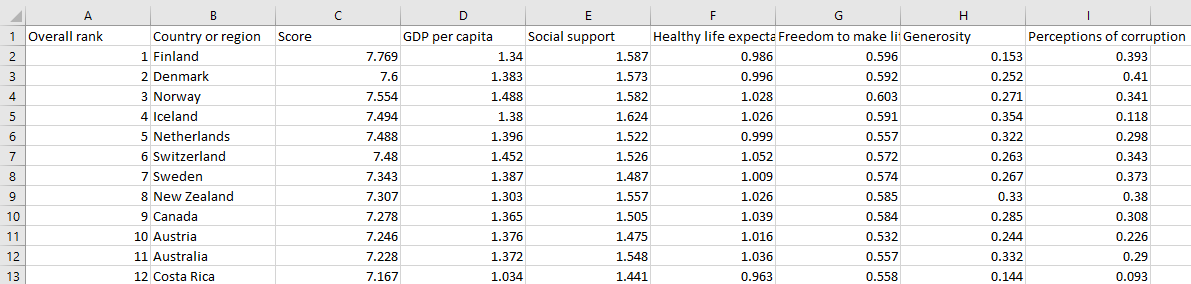 A B C D E F G H I
1 Overall rank Country or region Score GDP per capita Social support Healthy life expecta Freedom to make li Generosity Perceptions of corruption
2 1 Finland 7.769 1.34 1.587 0.986 0.596 0.153 0.393
3 2 Denmark 7.6 1.383 1.573 0.996 0.592 0.252 0.41
4 3 Norway 7.554 1.488 1.582 1.028 0.603 0.271 0.341
5 4 Iceland 7.494 1.38 1.624 1.026 0.591 0.354 0.118
6 5 Netherlands 7.488 1.396 1.522 0.999 0.557 0.322 0.298
7 6 Switzerland 7.48 1.452 1.526 1.052 0.572 0.263 0.343
8 7 Sweden 7.343 1.387 1.487 1.009 0.574 0.267 0.373
9 8 New Zealand 7.307 1.303 1.557 1.026 0.585 0.33 0.38
10 9 Canada 7.278 1.365 1.505 1.039 0.584 0.285 0.308
11 10 Austria 7.246 1.376 1.475 1.016 0.532 0.244 0.226
12 11 Australia 7.228 1.372 1.548 1.036 0.557 0.332 0.29
13 12 Costa Rica 7.167 1.034 1.441 0.963 0.558 0.144 0.093